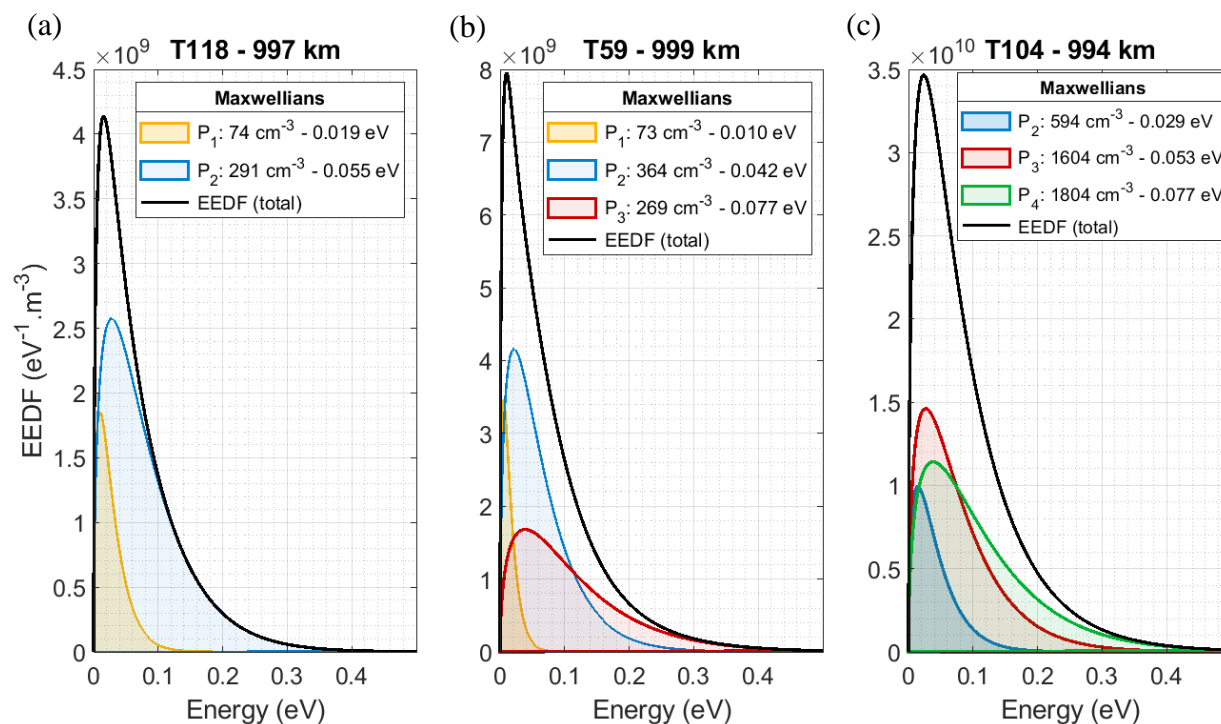 (a)
T118 - 997 km
×10⁹
EEDF (eV⁻¹.m⁻³)
4.5
4
3.5
3
2.5
2
1.5
1
0.5
0
Maxwellians
P₁: 74 cm⁻³ - 0.019 eV
P₂: 291 cm⁻³ - 0.055 eV
EEDF (total)
0 0.1 0.2 0.3 0.4
Energy (eV)
(b)
T59 - 999 km
×10⁹
8
7
6
5
4
3
2
1
0
Maxwellians
P₁: 73 cm⁻³ - 0.010 eV
P₂: 364 cm⁻³ - 0.042 eV
P₃: 269 cm⁻³ - 0.077 eV
EEDF (total)
0 0.1 0.2 0.3 0.4
Energy (eV)
(c)
T104 - 994 km
×10¹⁰
3.5
3
2.5
2
1.5
1
0.5
0
Maxwellians
P₂: 594 cm⁻³ - 0.029 eV
P₃: 1604 cm⁻³ - 0.053 eV
P₄: 1804 cm⁻³ - 0.077 eV
EEDF (total)
0 0.1 0.2 0.3 0.4
Energy (eV)